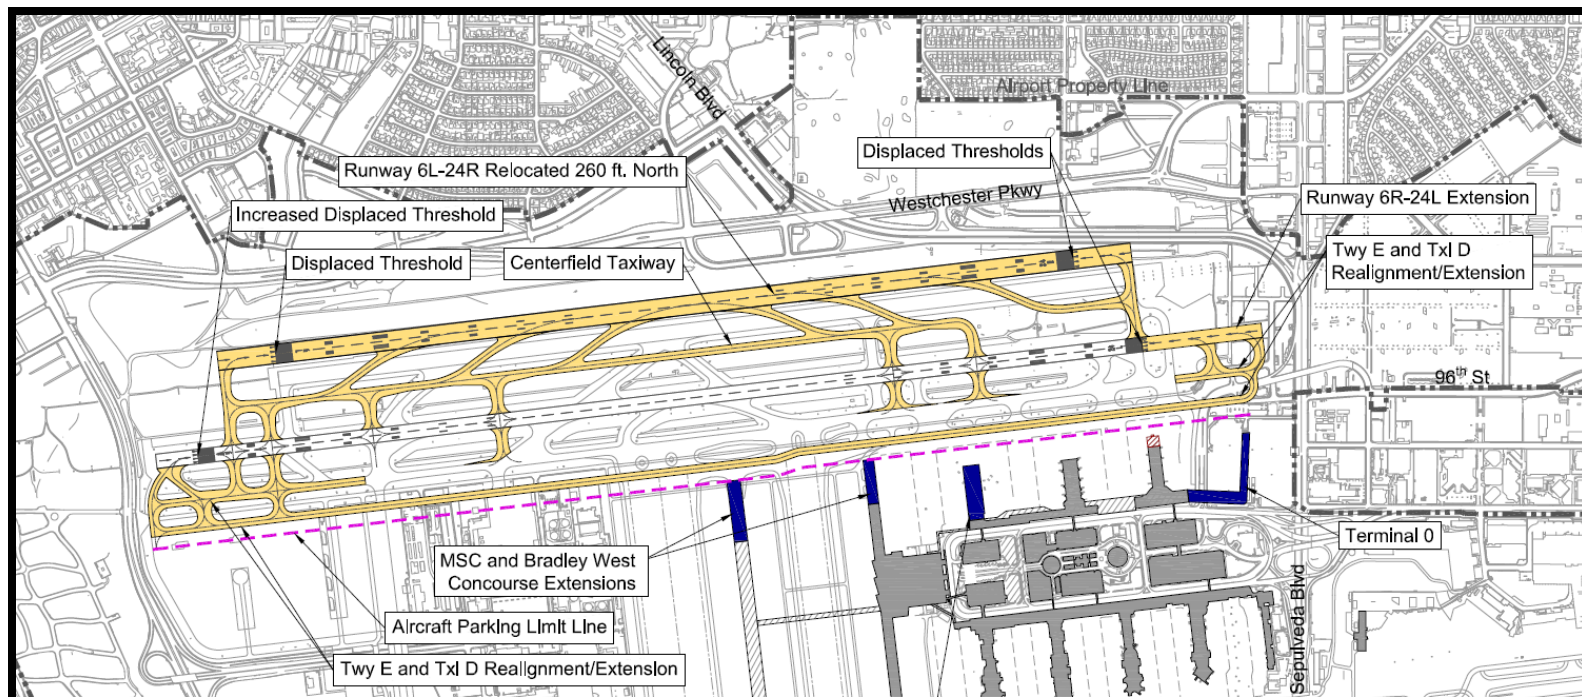 Lincoln Blvd
Airport Property Line
Displaced Thresholds
Runway 6L-24R Relocated 260 ft. North
Westchester Pkwy
Runway 6R-24L Extension
Increased Displaced Threshold
Displaced Threshold
Centerfield Taxiway
Twy E and Txl D
Realignment/Extension
96th St
MSC and Bradley West
Concourse Extensions
Terminal 0
Aircraft Parking Limit Line
Twy E and Txl D Realignment/Extension
Sepulveda Blvd